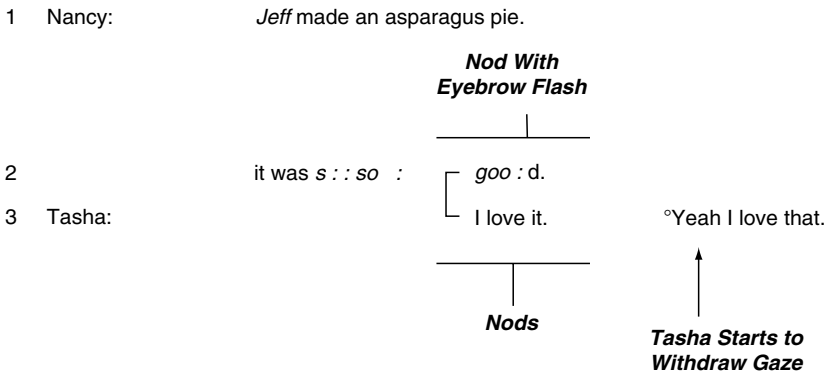 1 Nancy: Jeff made an asparagus pie.
Nod With
Eyebrow Flash
2 it was s : : so : goo : d.
3 Tasha: I love it. °Yeah I love that.
Nods
Tasha Starts to
Withdraw Gaze